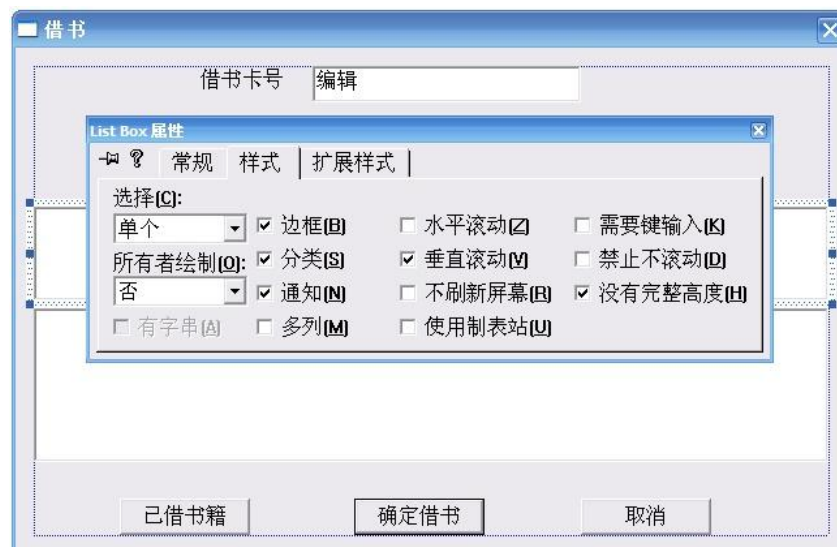 借书
借书卡号 编辑
List Box 属性
常规 样式 扩展样式
选择(C):
单个 边框(B) 水平滚动(Z) 需要键输入(K)
所有者绘制(O): 分类(S) 垂直滚动(V) 禁止不滚动(D)
否 通知(N) 不刷新屏幕(R) 没有完整高度(H)
有字串(A) 多列(M) 使用制表站(U)
已借书籍 确定借书 取消